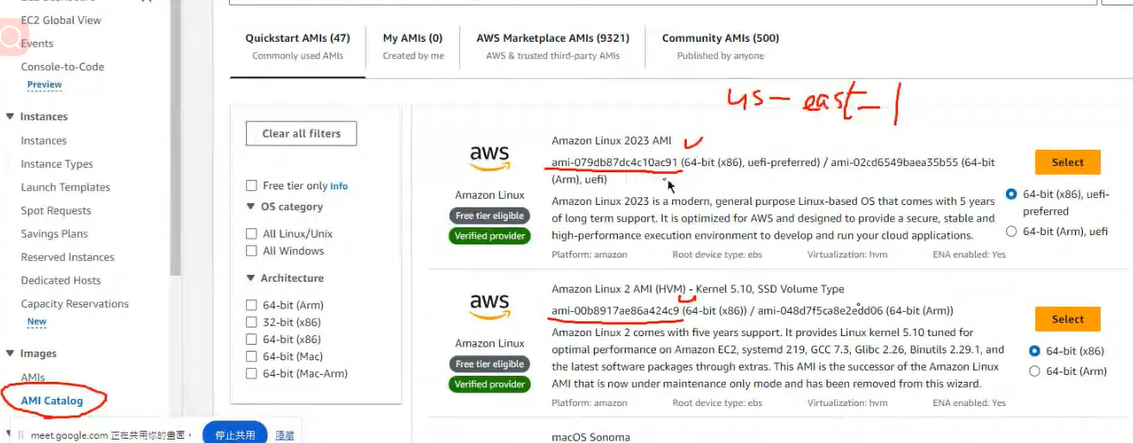 EC2 Global View
Events
Console-to-Code
Preview
Instances
Instances
Instance Types
Launch Templates
Spot Requests
Savings Plans
Reserved Instances
Dedicated Hosts
Capacity Reservations
New
Images
AMIs
AMI Catalog
meet.google.com 正在共用你的畫面。
停止共用
隱藏
Quickstart AMIs (47)
Commonly used AMIs
My AMIs (0)
Created by me
AWS Marketplace AMIs (9321)
AWS & trusted third-party AMIs
Community AMIs (500)
Published by anyone
us-east-1
Clear all filters
Free tier only Info
OS category
All Linux/Unix
All Windows
Architecture
64-bit (Arm)
32-bit (x86)
64-bit (x86)
64-bit (Mac)
64-bit (Mac-Arm)
aws
Amazon Linux
Free tier eligible
Verified provider
Amazon Linux 2023 AMI
ami-079db87dc4c10ac91 (64-bit (x86), uefi-preferred) / ami-02cd6549baea35b55 (64-bit
(Arm), uefi)
Amazon Linux 2023 is a modern, general purpose Linux-based OS that comes with 5 years
of long term support. It is optimized for AWS and designed to provide a secure, stable and
high-performance execution environment to develop and run your cloud applications.
Platform: amazon
Root device type: ebs
Virtualization: hvm
ENA enabled: Yes
Select
64-bit (x86), uefi-
preferred
64-bit (Arm), uefi
aws
Amazon Linux
Free tier eligible
Verified provider
Amazon Linux 2 AMI (HVM) - Kernel 5.10, SSD Volume Type
ami-00b8917ae86a424c9 (64-bit (x86)) / ami-048d7f5ca8e2edd06 (64-bit (Arm))
Amazon Linux 2 comes with five years support. It provides Linux kernel 5.10 tuned for
optimal performance on Amazon EC2, systemd 219, GCC 7.3, Glibc 2.26, Binutils 2.29.1, and
the latest software packages through extras. This AMI is the successor of the Amazon Linux
AMI that is now under maintenance only mode and has been removed from this wizard.
Platform: amazon
Root device type: ebs
Virtualization: hvm
ENA enabled: Yes
Select
64-bit (x86)
64-bit (Arm)
macOS Sonoma